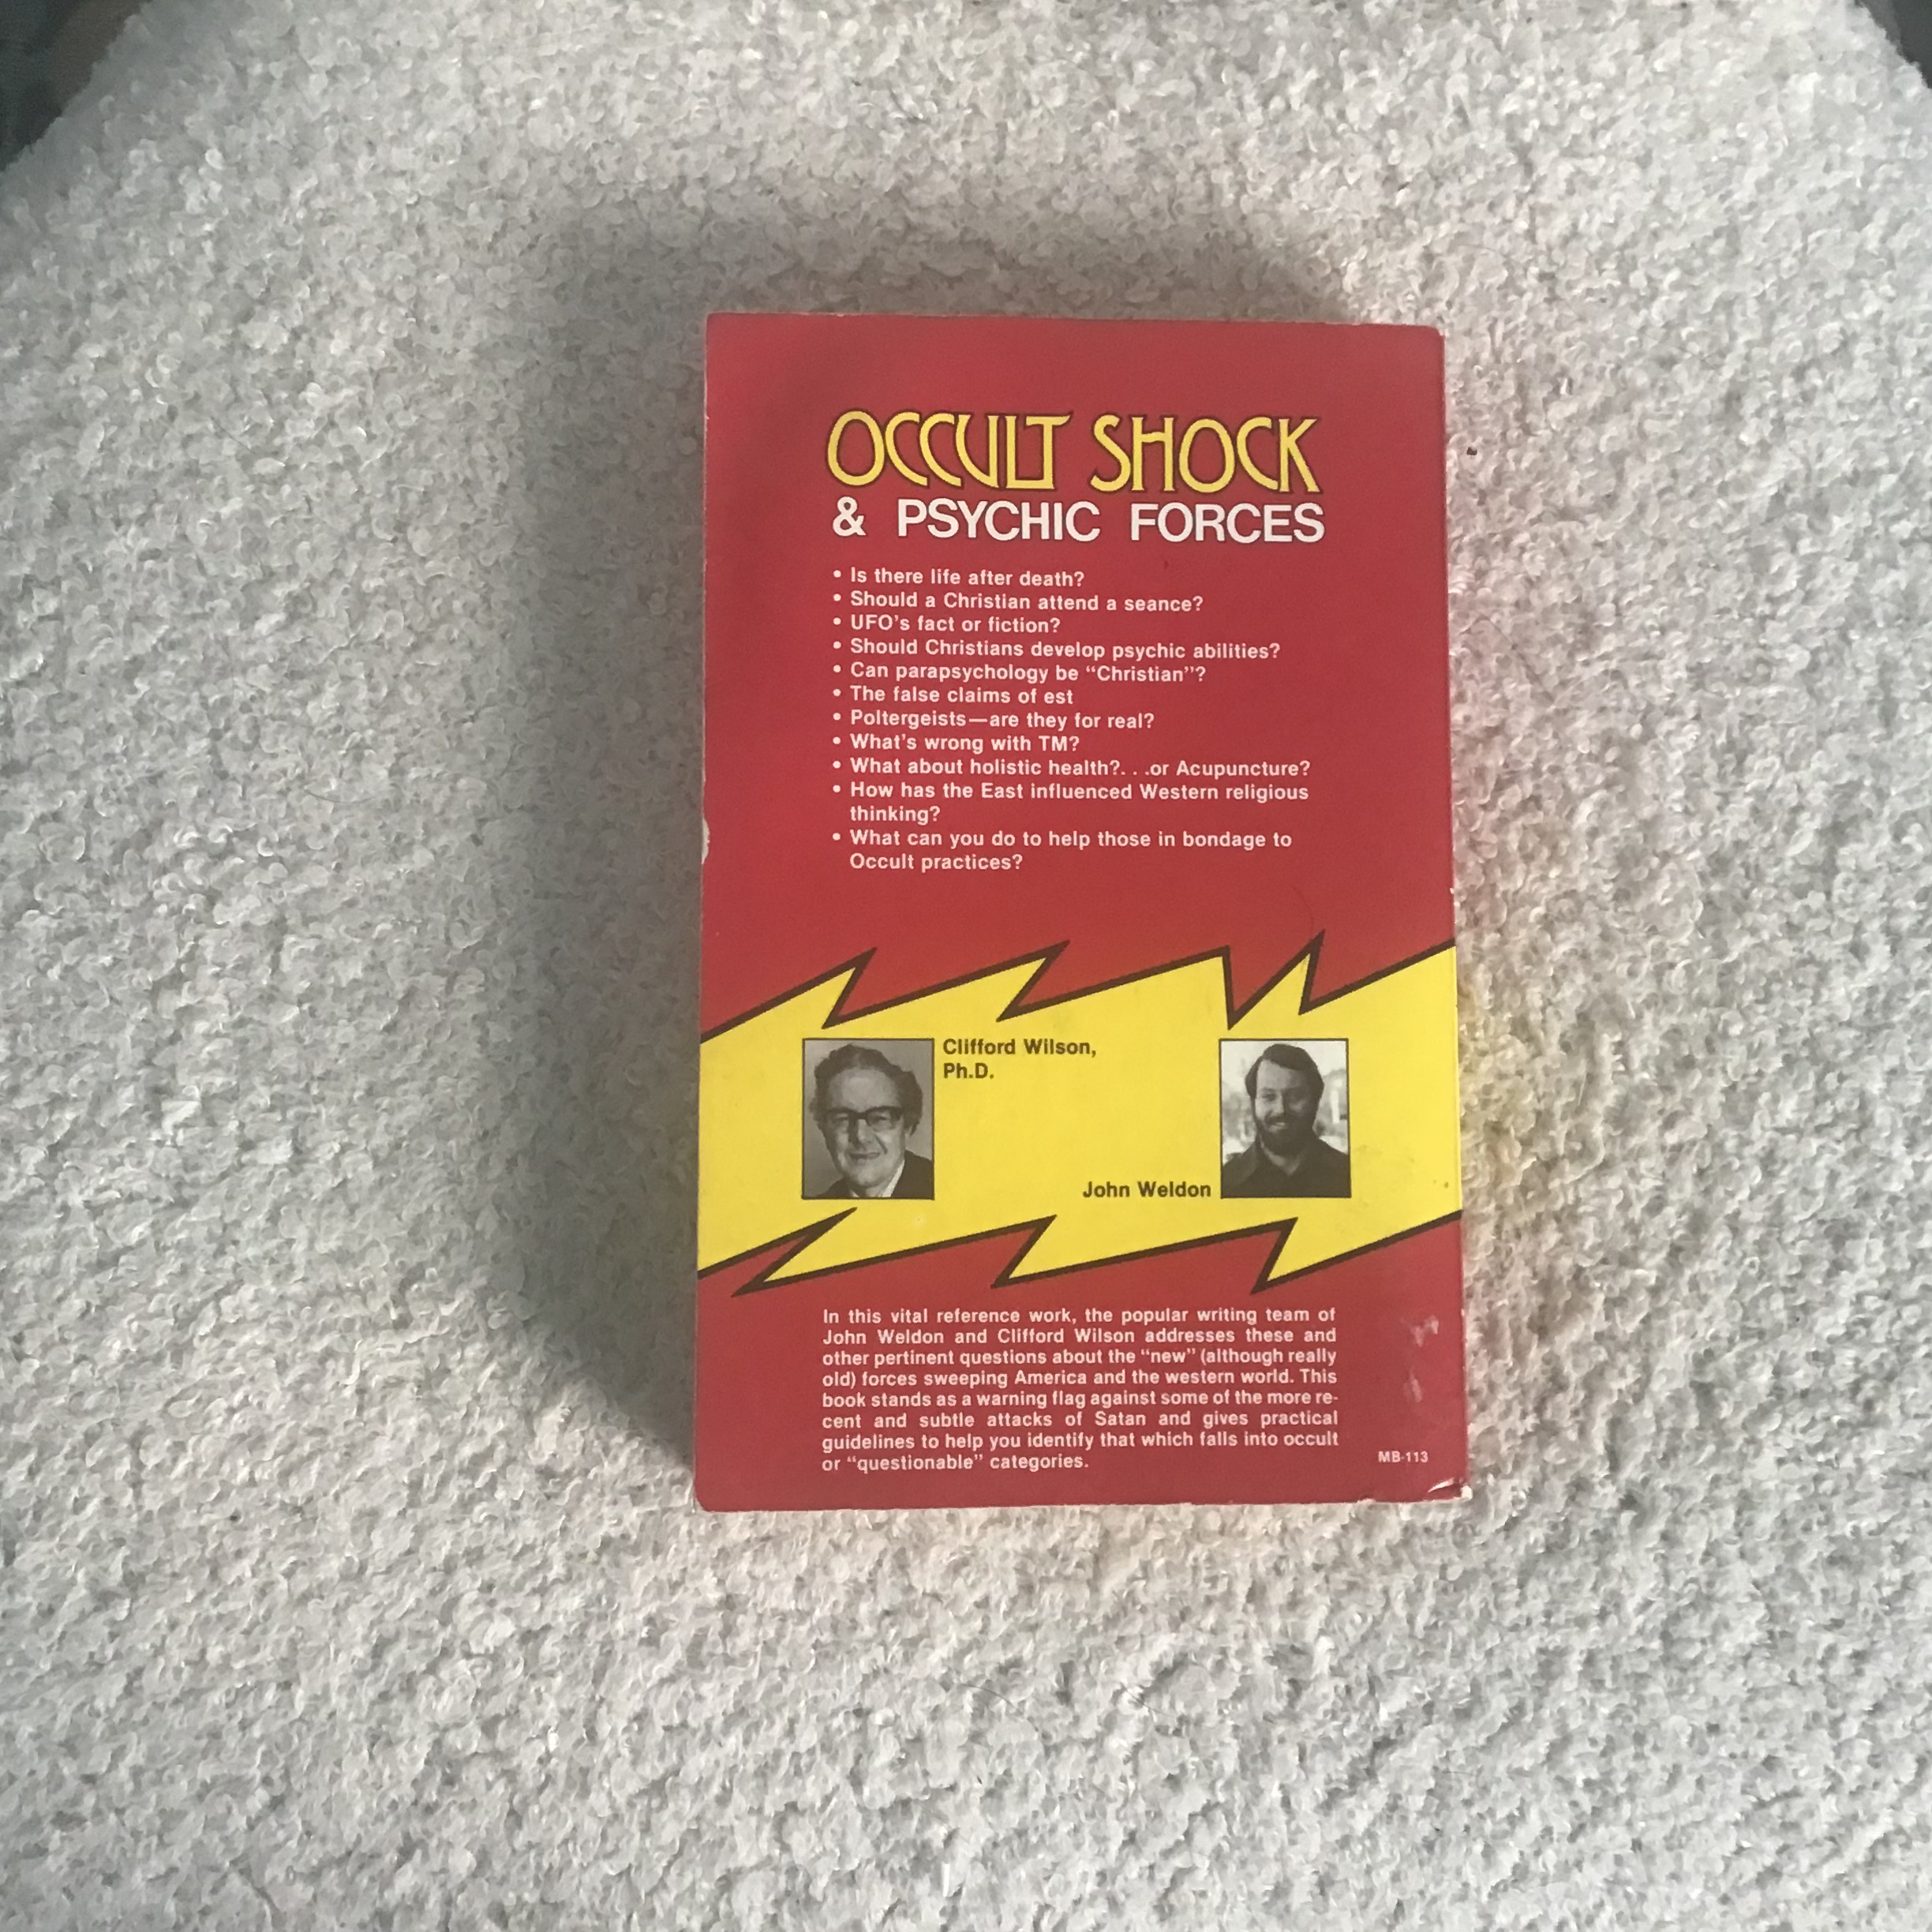 OCCULT SHOCK
& PSYCHIC FORCES
• Is there life after death?
• Should a Christian attend a seance?
• UFO's fact or fiction?
• Should Christians develop psychic abilities?
• Can parapsychology be "Christian"?
• The false claims of est
• Poltergeists—are they for real?
• What's wrong with TM?
• What about holistic health?. . .or Acupuncture?
• How has the East influenced Western religious
thinking?
• What can you do to help those in bondage to
Occult practices?
Clifford Wilson,
Ph.D.
John Weldon
In this vital reference work, the popular writing team of
John Weldon and Clifford Wilson addresses these and
other pertinent questions about the "new" (although really
old) forces sweeping America and the western world. This
book stands as a warning flag against some of the more re-
cent and subtle attacks of Satan and gives practical
guidelines to help you identify that which falls into occult
or "questionable" categories.
MB-113